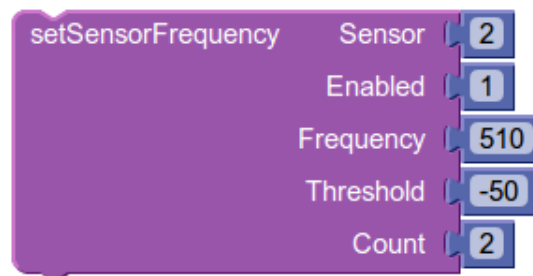 setSensorFrequency Sensor 2
Enabled 1
Frequency 510
Threshold -50
Count 2